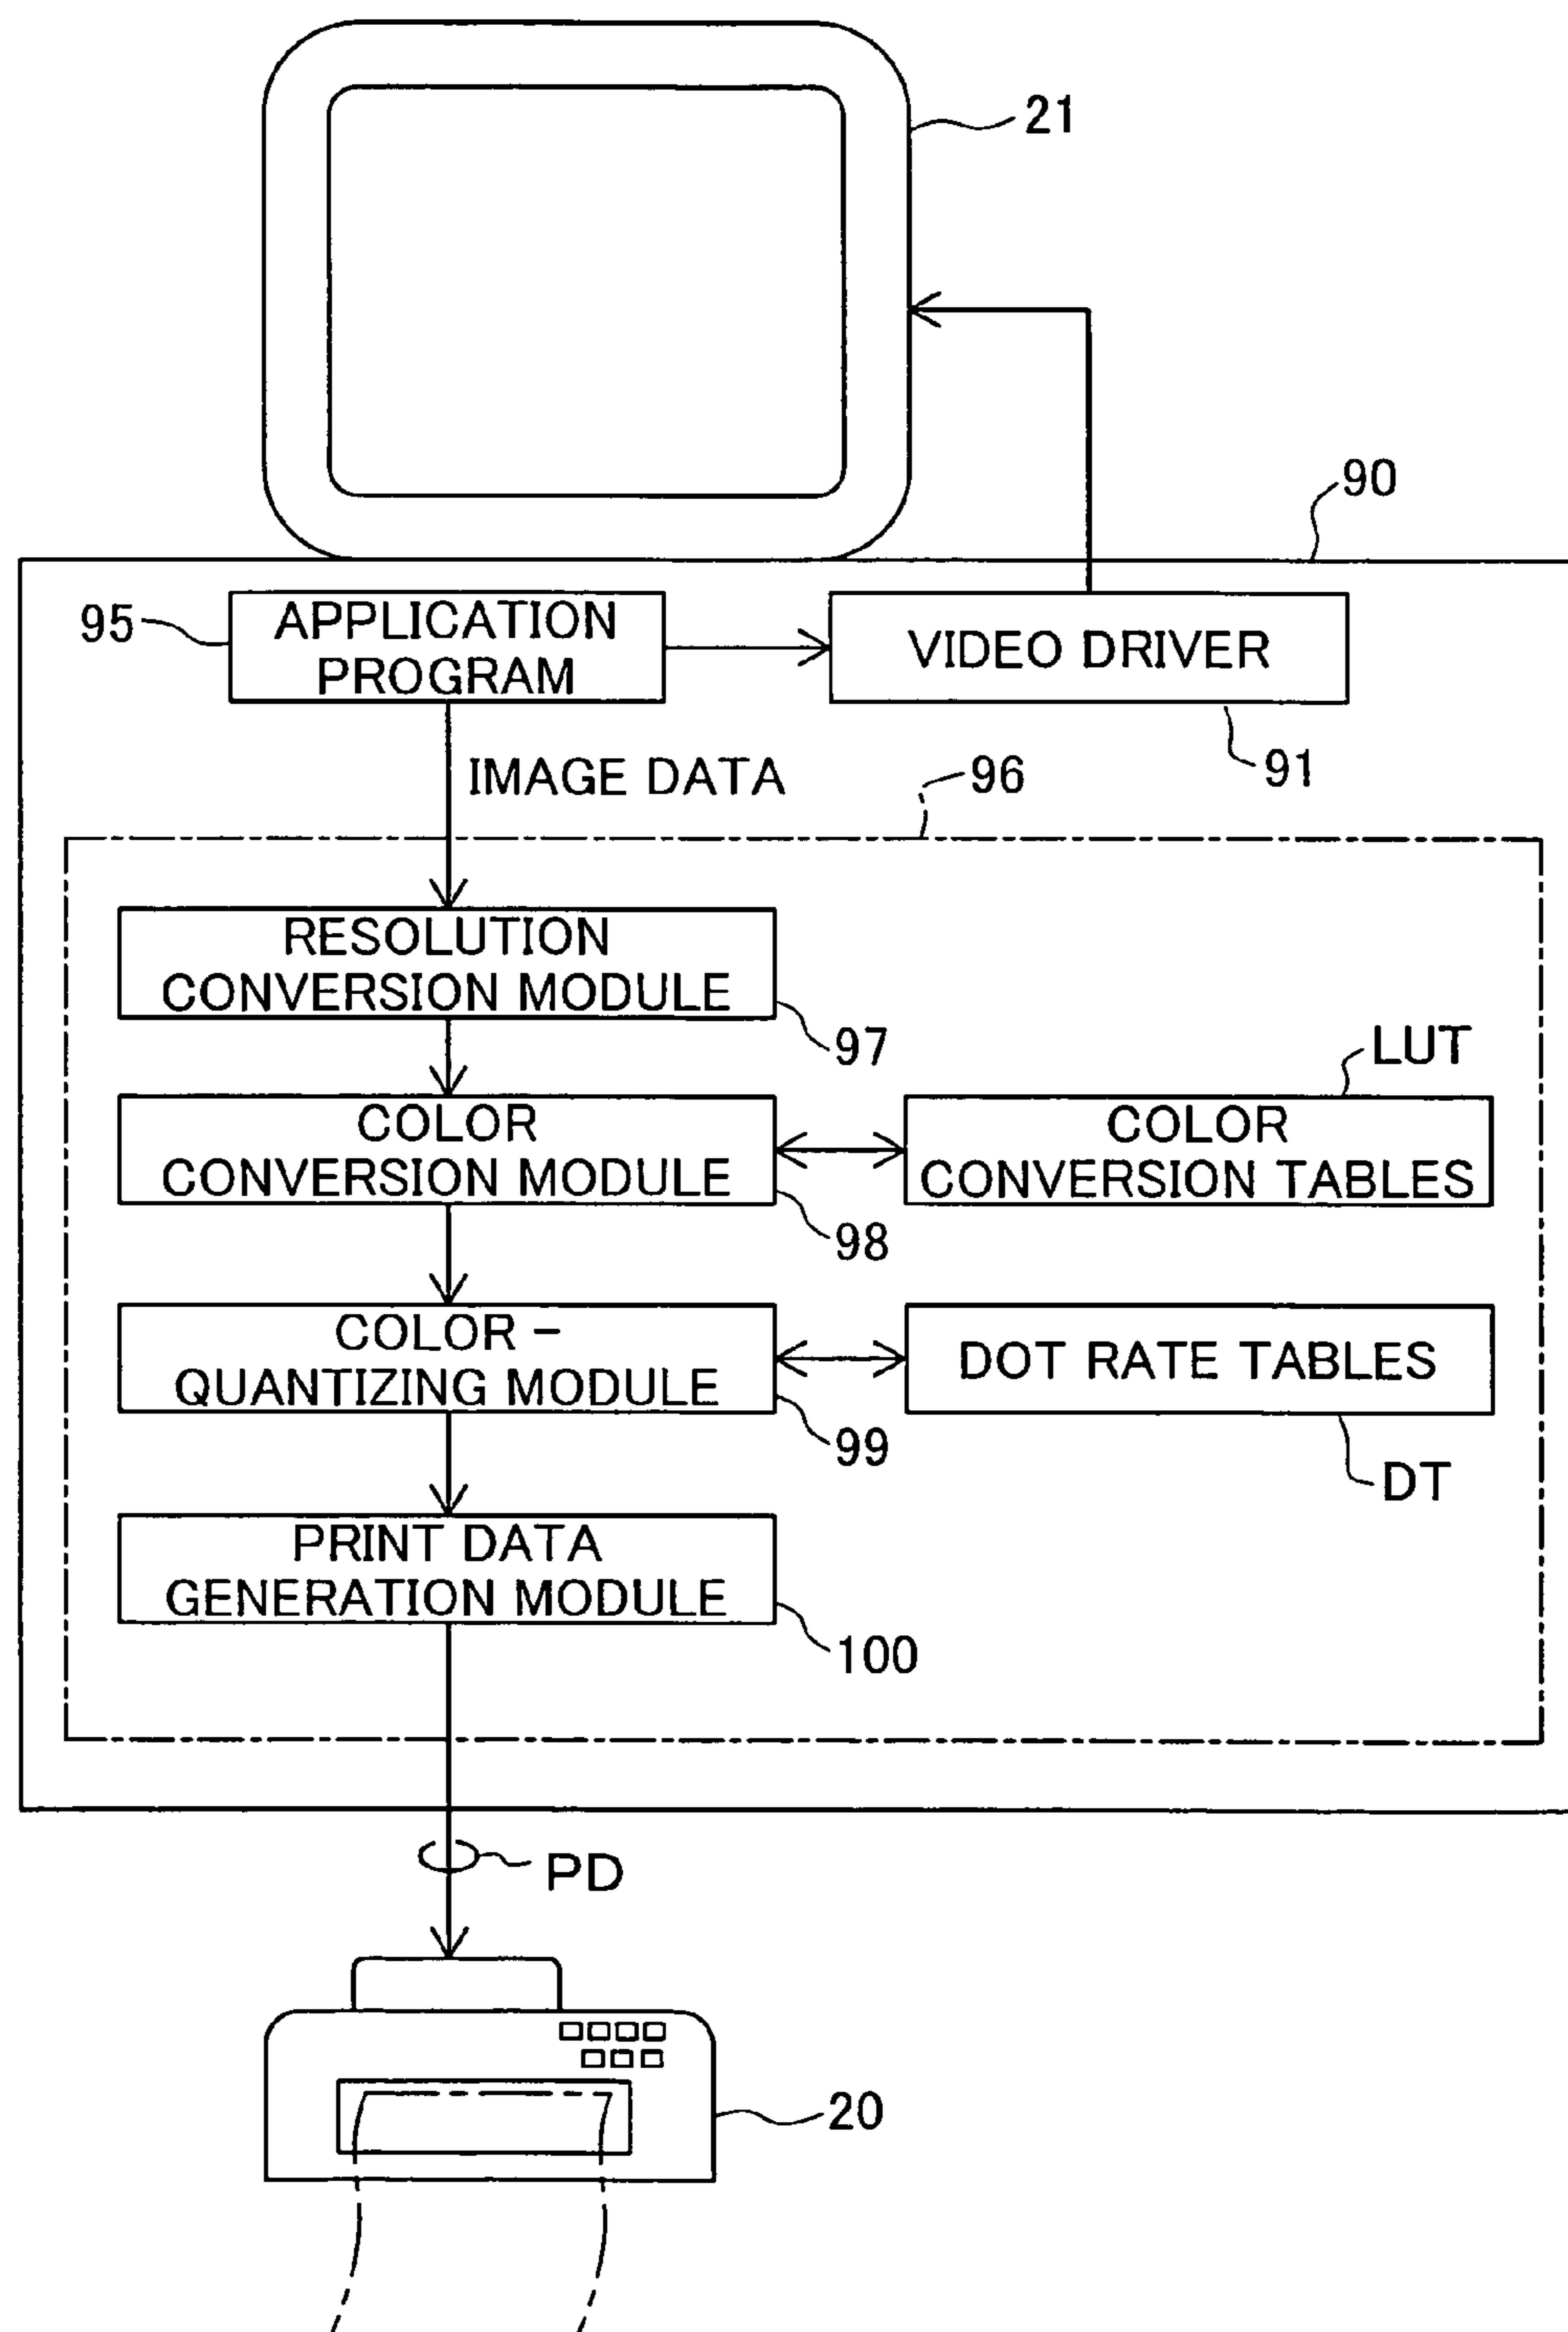 21
90
95
APPLICATION
PROGRAM
VIDEO DRIVER
91
IMAGE DATA
96
RESOLUTION
CONVERSION MODULE
97
LUT
COLOR
CONVERSION MODULE
98
COLOR
CONVERSION TABLES
COLOR-
QUANTIZING MODULE
99
DOT RATE TABLES
DT
PRINT DATA
GENERATION MODULE
100
PD
20